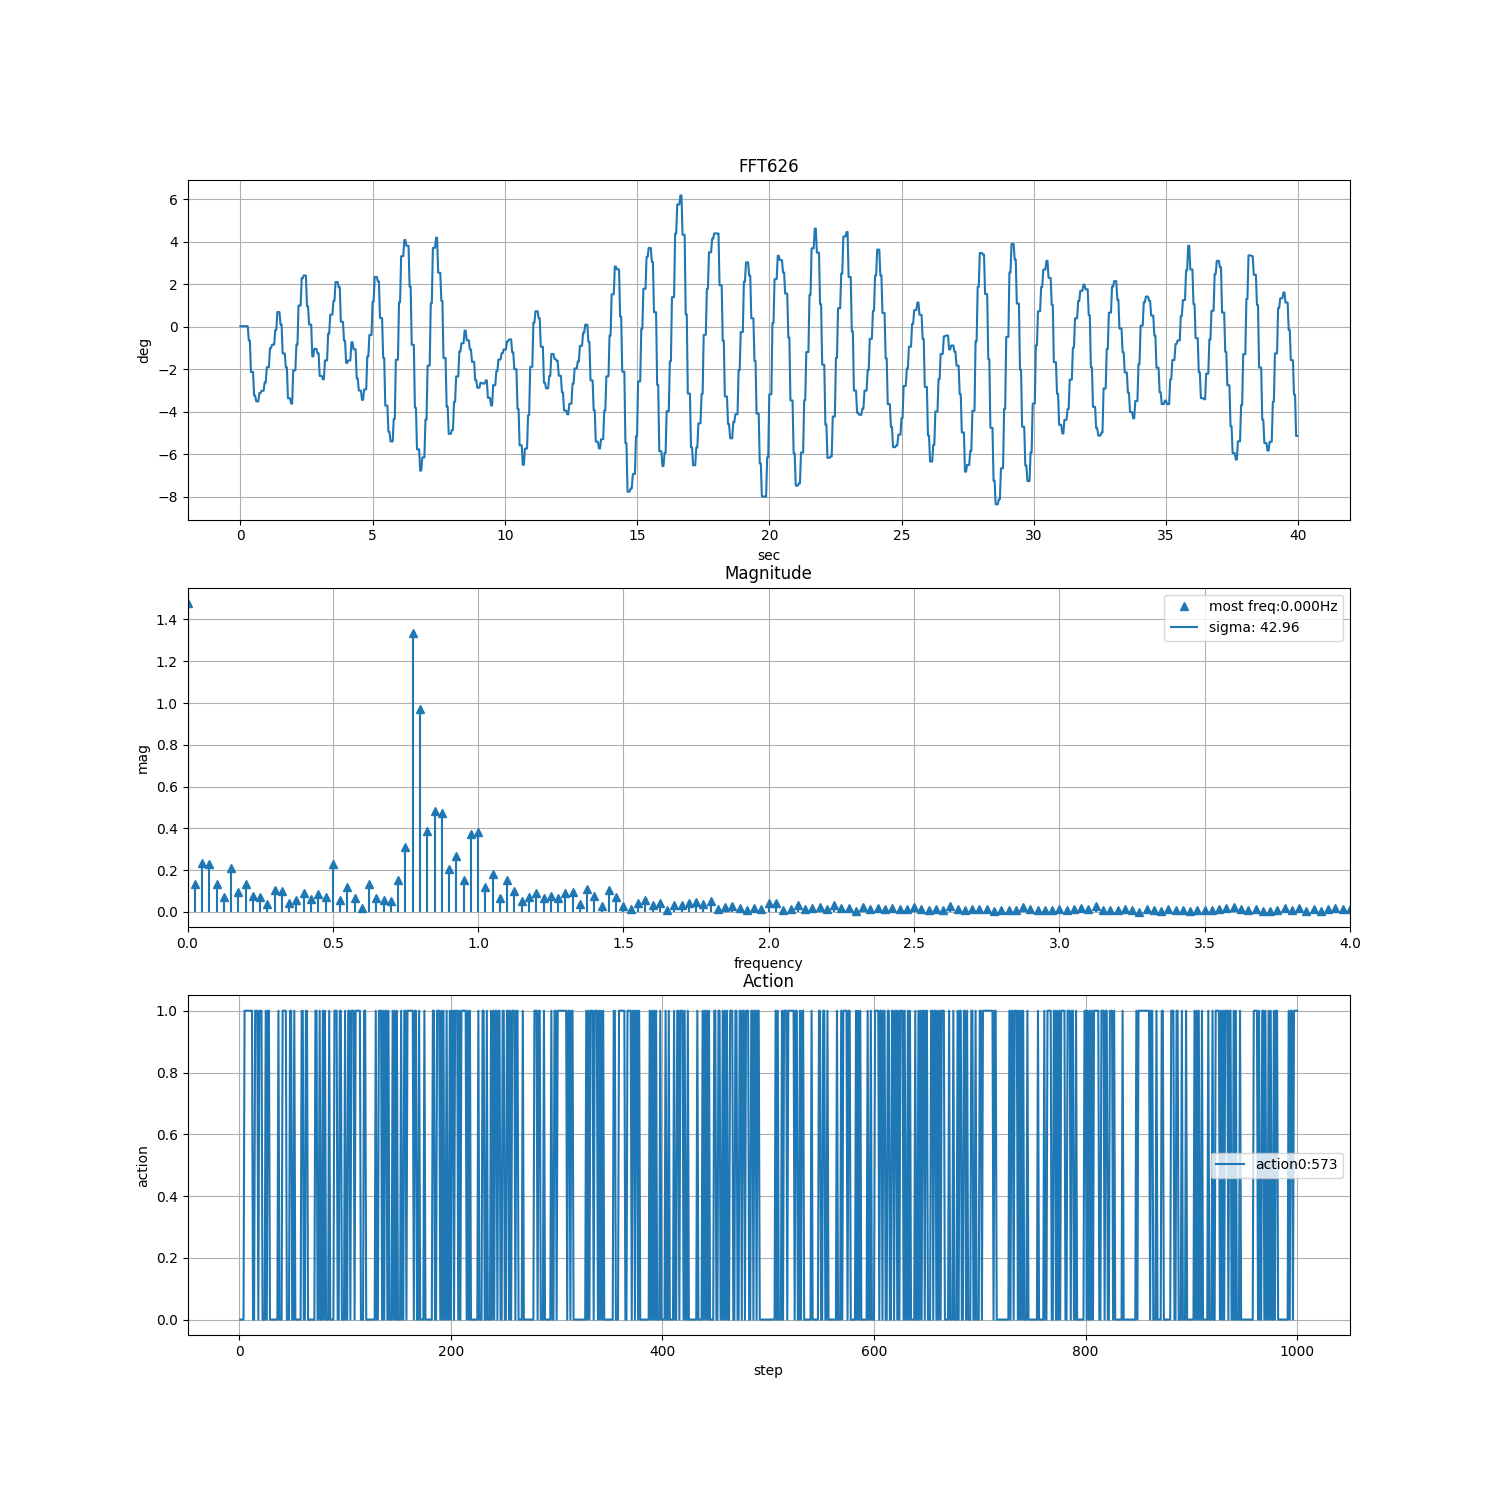 FFT626
6
4
2
0
−2
−4
−6
−8
deg
0 5 10 15 20 25 30 35 40
sec
Magnitude
most freq:0.000Hz
sigma: 42.96
1.4
1.2
1.0
0.8
0.6
0.4
0.2
0.0
mag
0.0 0.5 1.0 1.5 2.0 2.5 3.0 3.5 4.0
frequency
Action
1.0
0.8
0.6
0.4
0.2
0.0
action
action0:573
0 200 400 600 800 1000
step